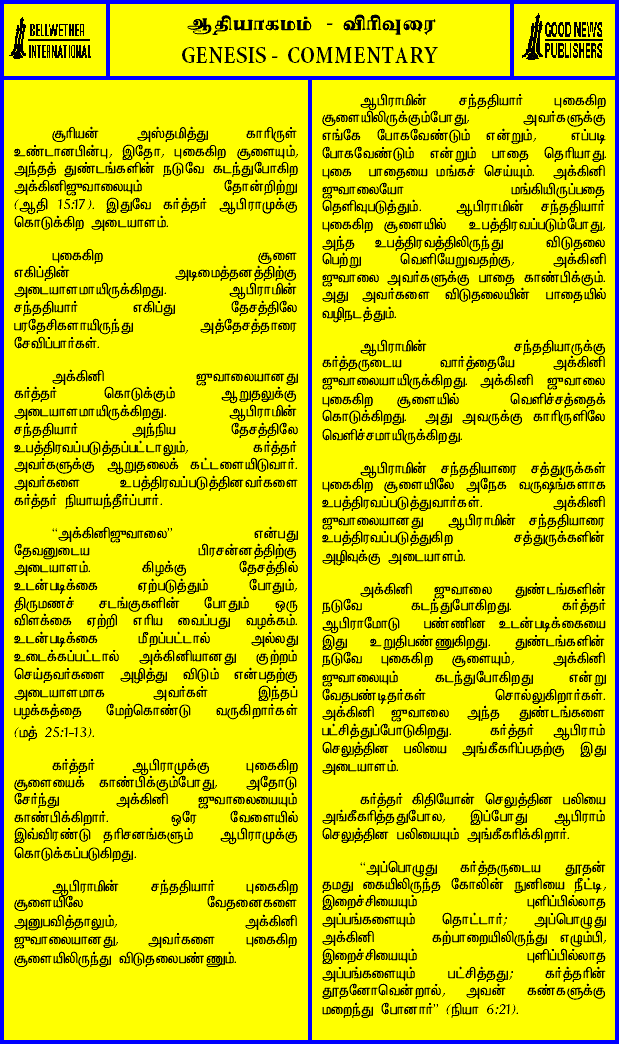 BELLWETHER
INTERNATIONAL
ஆதியாகமம் - விரிவுரை
GENESIS - COMMENTARY
GOOD NEWS
PUBLISHERS
சூரியன் அஸ்தமித்து காரிருள்
உண்டானபின்பு, இதோ, புகைகிற சூளையும்,
அந்தத் துண்டங்களின் நடுவே கடந்துபோகிற
அக்கினிஜுவாலையும் தோன்றிற்று
(ஆதி 15:17). இதுவே கர்த்தர் ஆபிராமுக்கு
கொடுக்கிற அடையாளம்.
புகைகிற சூளை
எகிப்தின் அடிமைத்தனத்திற்கு
அடையாளமாயிருக்கிறது. ஆபிராமின்
சந்ததியார் எகிப்து தேசத்திலே
பரதேசிகளாயிருந்து அத்தேசத்தாரை
சேவிப்பார்கள்.
அக்கினி ஜுவாலையானது
கர்த்தர் கொடுக்கும் ஆறுதலுக்கு
அடையாளமாயிருக்கிறது. ஆபிராமின்
சந்ததியார் அந்நிய தேசத்திலே
உபத்திரவப்படுத்தப்பட்டாலும், கர்த்தர்
அவர்களுக்கு ஆறுதலைக் கட்டளையிடுவார்.
அவர்களை உபத்திரவப்படுத்தினவர்களை
கர்த்தர் நியாயந்தீர்ப்பார்.
“அக்கினிஜுவாலை” என்பது
தேவனுடைய பிரசன்னத்திற்கு
அடையாளம். கிழக்கு தேசத்தில்
உடன்படிக்கை ஏற்படுத்தும் போதும்,
திருமணச் சடங்குகளின் போதும் ஒரு
விளக்கை ஏற்றி எரிய வைப்பது வழக்கம்.
உடன்படிக்கை மீறப்பட்டால் அல்லது
உடைக்கப்பட்டால் அக்கினியானது குற்றம்
செய்தவர்களை அழித்து விடும் என்பதற்கு
அடையாளமாக அவர்கள் இந்தப்
பழக்கத்தை மேற்கொண்டு வருகிறார்கள்
(மத் 25:1-13).
கர்த்தர் ஆபிராமுக்கு புகைகிற
சூளையைக் காண்பிக்கும்போது, அதோடு
சேர்ந்து அக்கினி ஜுவாலையையும்
காண்பிக்கிறார். ஒரே வேளையில்
இவ்விரண்டு தரிசனங்களும் ஆபிராமுக்கு
கொடுக்கப்படுகிறது.
ஆபிராமின் சந்ததியார் புகைகிற
சூளையிலே வேதனைகளை
அனுபவித்தாலும், அக்கினி
ஜுவாலையானது, அவர்களை புகைகிற
சூளையிலிருந்து விடுதலைபண்ணும்.
ஆபிராமின் சந்ததியார் புகைகிற
சூளையிலிருக்கும்போது, அவர்களுக்கு
எங்கே போகவேண்டும் என்றும், எப்படி
போகவேண்டும் என்றும் பாதை தெரியாது.
புகை பாதையை மங்கச் செய்யும். அக்கினி
ஜுவாலையோ மங்கியிருப்பதை
தெளிவுபடுத்தும். ஆபிராமின் சந்ததியார்
புகைகிற சூளையில் உபத்திரவப்படும்போது,
அந்த உபத்திரவத்திலிருந்து விடுதலை
பெற்று வெளியேறுவதற்கு, அக்கினி
ஜுவாலை அவர்களுக்கு பாதை காண்பிக்கும்.
அது அவர்களை விடுதலையின் பாதையில்
வழிநடத்தும்.
ஆபிராமின் சந்ததியாருக்கு
கர்த்தருடைய வார்த்தையே அக்கினி
ஜுவாலையாயிருக்கிறது. அக்கினி ஜுவாலை
புகைகிற சூளையில் வெளிச்சத்தைக்
கொடுக்கிறது. அது அவருக்கு காரிருளிலே
வெளிச்சமாயிருக்கிறது.
ஆபிராமின் சந்ததியாரை சத்துருக்கள்
புகைகிற சூளையிலே அநேக வருஷங்களாக
உபத்திரவப்படுத்துவார்கள். அக்கினி
ஜுவாலையானது ஆபிராமின் சந்ததியாரை
உபத்திரவப்படுத்துகிற சத்துருக்களின்
அழிவுக்கு அடையாளம்.
அக்கினி ஜுவாலை துண்டங்களின்
நடுவே கடந்துபோகிறது. கர்த்தர்
ஆபிராமோடு பண்ணின உடன்படிக்கையை
இது உறுதிபண்ணுகிறது. துண்டங்களின்
நடுவே புகைகிற சூளையும், அக்கினி
ஜுவாலையும் கடந்துபோகிறது என்று
வேதபண்டிதர்கள் சொல்லுகிறார்கள்.
அக்கினி ஜுவாலை அந்த துண்டங்களை
பட்சித்துப்போடுகிறது. கர்த்தர் ஆபிராம்
செலுத்தின பலியை அங்கீகரிப்பதற்கு இது
அடையாளம்.
கர்த்தர் கிதியோன் செலுத்தின பலியை
அங்கீகரித்ததுபோல, இப்போது ஆபிராம்
செலுத்தின பலியையும் அங்கீகரிக்கிறார்.
“அப்பொழுது கர்த்தருடைய தூதன்
தமது கையிலிருந்த கோலின் நுனியை நீட்டி,
இறைச்சியையும் புளிப்பில்லாத
அப்பங்களையும் தொட்டார்; அப்பொழுது
அக்கினி கற்பாறையிலிருந்து எழும்பி,
இறைச்சியையும் புளிப்பில்லாத
அப்பங்களையும் பட்சித்தது; கர்த்தரின்
தூதனோவென்றால், அவன் கண்களுக்கு
மறைந்து போனார்” (நியா 6:21).